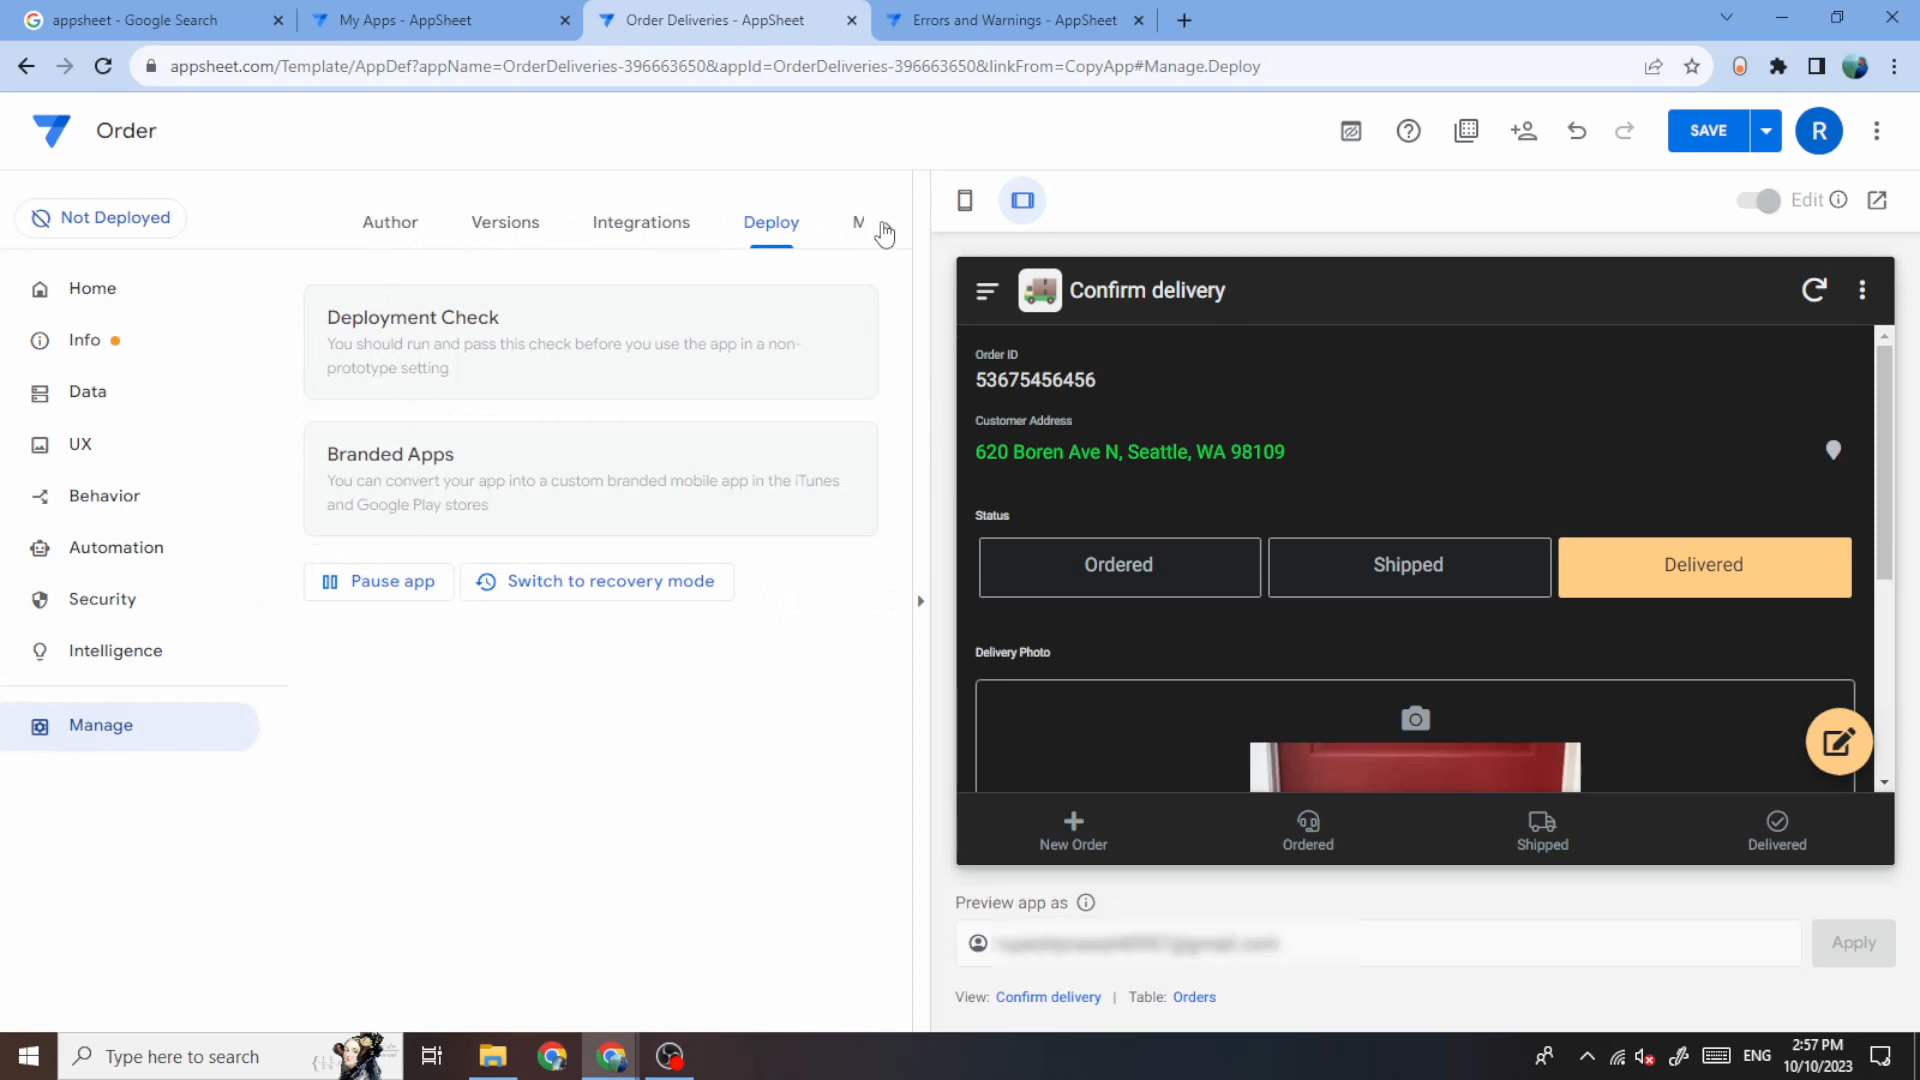 appsheet - Google Search
My Apps - AppSheet
Order Deliveries - AppSheet
Errors and Warnings - AppSheet
appsheet.com/Template/AppDef?appName=OrderDeliveries-396663650&appId=OrderDeliveries-396663650&linkFrom=CopyApp#Manage.Deploy
Order
SAVE
R
Not Deployed
Author
Versions
Integrations
Deploy
M
Edit
Home
Info
Data
UX
Behavior
Automation
Security
Intelligence
Manage
Deployment Check
You should run and pass this check before you use the app in a non-
prototype setting
Branded Apps
You can convert your app into a custom branded mobile app in the iTunes
and Google Play stores
Pause app
Switch to recovery mode
Confirm delivery
Order ID
53675456456
Customer Address
620 Boren Ave N, Seattle, WA 98109
Status
Ordered
Shipped
Delivered
Delivery Photo
New Order
Ordered
Shipped
Delivered
Preview app as
Apply
View: Confirm delivery | Table: Orders
Type here to search
ENG
2:57 PM
10/10/2023